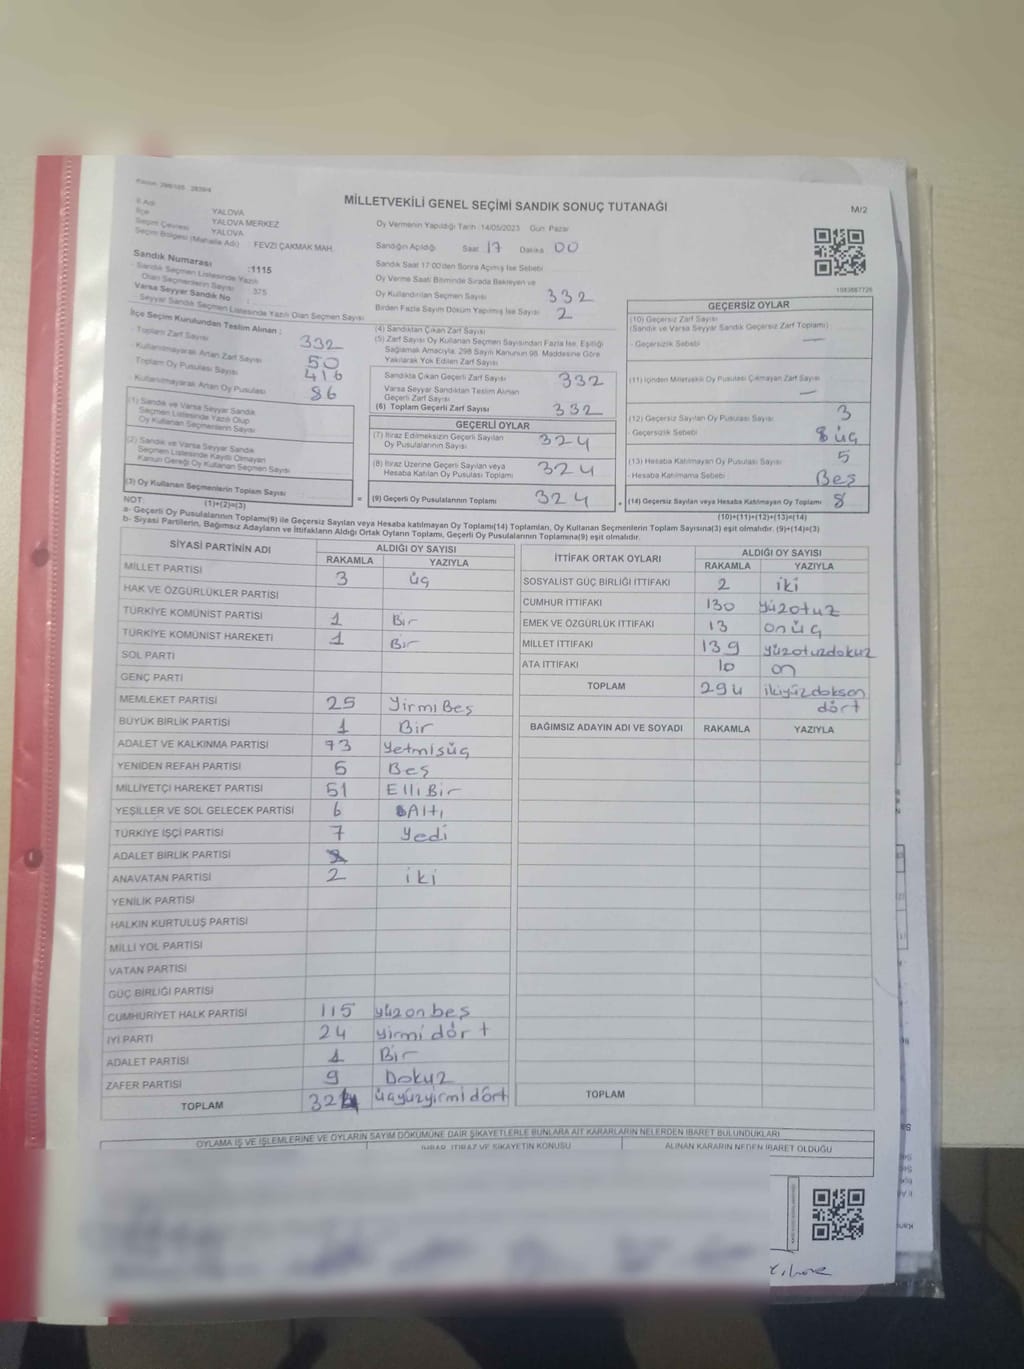 MİLLETVEKİLİ GENEL SEÇİMİ SANDIK SONUÇ TUTANAĞI
M/2
İl Adı YALOVA
İlçe YALOVA MERKEZ
Seçim Çevresi YALOVA
Seçim Bölgesi (Mahalle Adı) FEVZİ ÇAKMAK MAH.
Sandık Numarası :1115
Sandık Seçmen Listesinde Yazılı
Olan Seçmenlerin Sayısı : 375
Varsa Seyyar Sandık No :
Seyyar Sandık Seçmen Listesinde Yazılı Olan Seçmen Sayısı
İlçe Seçim Kurulundan Teslim Alınan ;
- Toplam Zarf Sayısı 332
- Kullanılmayarak Artan Zarf Sayısı 50
Toplam Oy Pusulası Sayısı 416
- Kullanılmayarak Artan Oy Pusulası 86
(1) Sandık ve Varsa Seyyar Sandık
Seçmen Listesinde Yazılı Olup
Oy Kullanan Seçmen Sayısı
(2) Sandık ve Varsa Seyyar Sandık
Seçmen Listesinde Kayıtlı Olmayan
Kanun Gereği Oy Kullanan Seçmen Sayısı
(3) Oy Kullanan Seçmenlerin Toplam Sayısı
(1)+(2)=(3)
Oy Vermenin Yapıldığı Tarih :14/05/2023 Gün: Pazar
Sandığın Açıldığı Saat 17 Dakika 00
Sandık Saat 17:00'den Sonra Açılmış İse Sebebi
Oy Verme Saati Bitiminde Sırada Bekleyen ve
Oy Kullandırılan Seçmen Sayısı 332
Birden Fazla Sayım Döküm Yapılmış İse Sayısı 2
(4) Sandıktan Çıkan Zarf Sayısı
(5) Zarf Sayısı Oy Kullanan Seçmen Sayısından Fazla İse, Eşitliği
Sağlamak Amacıyla; 298 Sayılı Kanunun 98. Maddesine Göre
Yakılarak Yok Edilen Zarf Sayısı
Sandıkta Çıkan Geçerli Zarf Sayısı 332
Varsa Seyyar Sandıktan Teslim Alınan
Geçerli Zarf Sayısı
(6) Toplam Geçerli Zarf Sayısı 332
GEÇERLİ OYLAR
(7) İtiraz Edilmeksizin Geçerli Sayılan
Oy Pusulalarının Sayısı 324
(8) İtiraz Üzerine Geçerli Sayılan veya
Hesaba Katılan Oy Pusulası Toplamı 324
= (9) Geçerli Oy Pusulalarının Toplamı 324
GEÇERSİZ OYLAR
(10) Geçersiz Zarf Sayısı
(Sandık ve Varsa Seyyar Sandık Geçersiz Zarf Toplamı)
- Geçersizlik Sebebi —
(11) İçinden Milletvekili Oy Pusulası Çıkmayan Zarf Sayısı —
(12) Geçersiz Sayılan Oy Pusulası Sayısı 3
- Geçersizlik Sebebi üç
(13) Hesaba Katılmayan Oy Pusulası Sayısı 5
- Hesaba Katılmama Sebebi Beş
+ (14) Geçersiz Sayılan veya Hesaba Katılmayan Oy Toplamı 8
(10)+(11)+(12)+(13)=(14)
NOT:
a- Geçerli Oy Pusulalarının Toplamı(9) ile Geçersiz Sayılan veya Hesaba katılmayan Oy Toplamı(14) Toplamları, Oy Kullanan Seçmenlerin Toplam Sayısına(3) eşit olmalıdır. (9)+(14)=(3)
b- Siyasi Partilerin, Bağımsız Adayların ve İttifakların Aldığı Ortak Oyların Toplamı, Geçerli Oy Pusulalarının Toplamına(9) eşit olmalıdır.
SİYASİ PARTİNİN ADI ALDIĞI OY SAYISI
RAKAMLA YAZIYLA
MİLLET PARTİSİ 3 üç
HAK VE ÖZGÜRLÜKLER PARTİSİ
TÜRKİYE KOMÜNİST PARTİSİ 1 Bir
TÜRKİYE KOMÜNİST HAREKETİ 1 Bir
SOL PARTİ
GENÇ PARTİ
MEMLEKET PARTİSİ 25 Yirmi Beş
BÜYÜK BİRLİK PARTİSİ 1 Bir
ADALET VE KALKINMA PARTİSİ 73 Yetmişüç
YENİDEN REFAH PARTİSİ 5 Beş
MİLLİYETÇİ HAREKET PARTİSİ 51 Elli Bir
YEŞİLLER VE SOL GELECEK PARTİSİ 6 Altı
TÜRKİYE İŞÇİ PARTİSİ 7 Yedi
ADALET BİRLİK PARTİSİ
ANAVATAN PARTİSİ 2 iki
YENİLİK PARTİSİ
HALKIN KURTULUŞ PARTİSİ
MİLLİ YOL PARTİSİ
VATAN PARTİSİ
GÜÇ BİRLİĞİ PARTİSİ
CUMHURİYET HALK PARTİSİ 115 yüzonbeş
İYİ PARTİ 24 yirmi dört
ADALET PARTİSİ 1 Bir
ZAFER PARTİSİ 9 Dokuz
TOPLAM 324 üçyüzyirmidört
İTTİFAK ORTAK OYLARI ALDIĞI OY SAYISI
RAKAMLA YAZIYLA
SOSYALİST GÜÇ BİRLİĞİ İTTİFAKI 2 iki
CUMHUR İTTİFAKI 130 yüzotuz
EMEK VE ÖZGÜRLÜK İTTİFAKI 13 onüç
MİLLET İTTİFAKI 139 yüzotuzdokuz
ATA İTTİFAKI 10 on
TOPLAM 294 ikiyüzdoksen
dört
BAĞIMSIZ ADAYIN ADI VE SOYADI RAKAMLA YAZIYLA
TOPLAM
OYLAMA İŞ VE İŞLEMLERİNE VE OYLARIN SAYIM DÖKÜMÜNE DAİR ŞİKAYETLERLE BUNLARA AİT KARARLARIN NELERDEN İBARET BULUNDUKLARI
İHBAR, İTİRAZ VE ŞİKAYETİN KONUSU ALINAN KARARIN NEDEN İBARET OLDUĞU